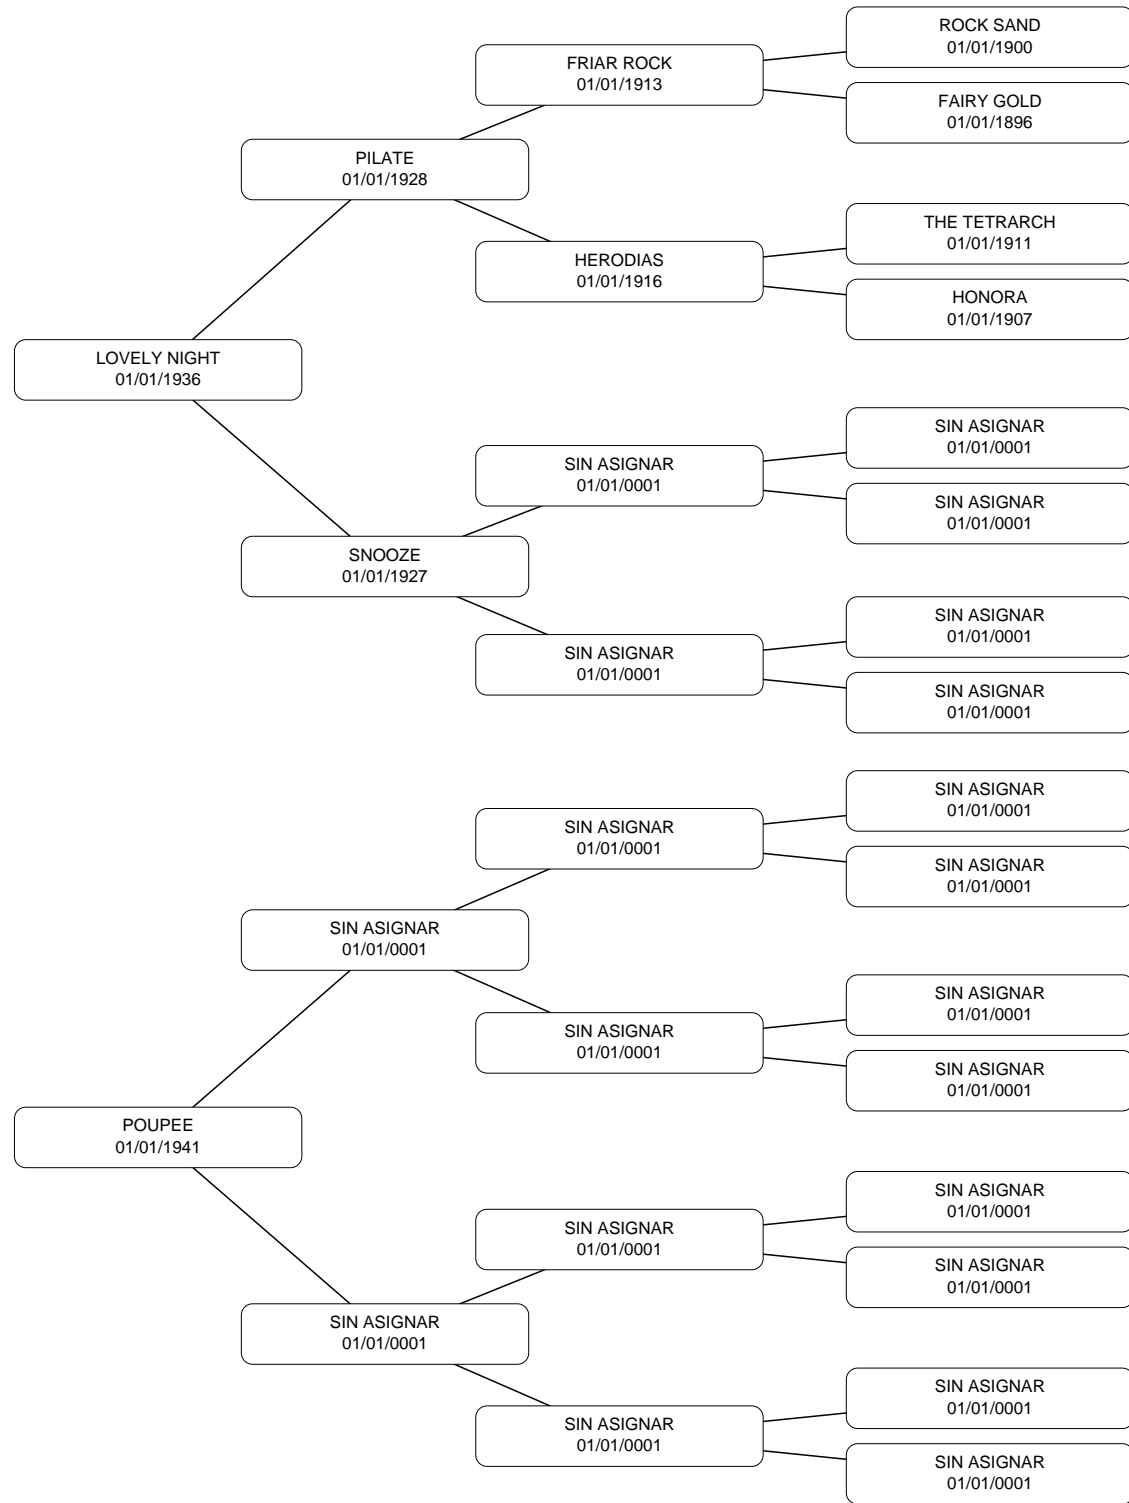 ROCK SAND
01/01/1900
FRIAR ROCK
01/01/1913
FAIRY GOLD
01/01/1896
PILATE
01/01/1928
THE TETRARCH
01/01/1911
HERODIAS
01/01/1916
HONORA
01/01/1907
LOVELY NIGHT
01/01/1936
SIN ASIGNAR
01/01/0001
SIN ASIGNAR
01/01/0001
SIN ASIGNAR
01/01/0001
SNOOZE
01/01/1927
SIN ASIGNAR
01/01/0001
SIN ASIGNAR
01/01/0001
SIN ASIGNAR
01/01/0001
SIN ASIGNAR
01/01/0001
SIN ASIGNAR
01/01/0001
SIN ASIGNAR
01/01/0001
SIN ASIGNAR
01/01/0001
SIN ASIGNAR
01/01/0001
SIN ASIGNAR
01/01/0001
SIN ASIGNAR
01/01/0001
POUPEE
01/01/1941
SIN ASIGNAR
01/01/0001
SIN ASIGNAR
01/01/0001
SIN ASIGNAR
01/01/0001
SIN ASIGNAR
01/01/0001
SIN ASIGNAR
01/01/0001
SIN ASIGNAR
01/01/0001
SIN ASIGNAR
01/01/0001